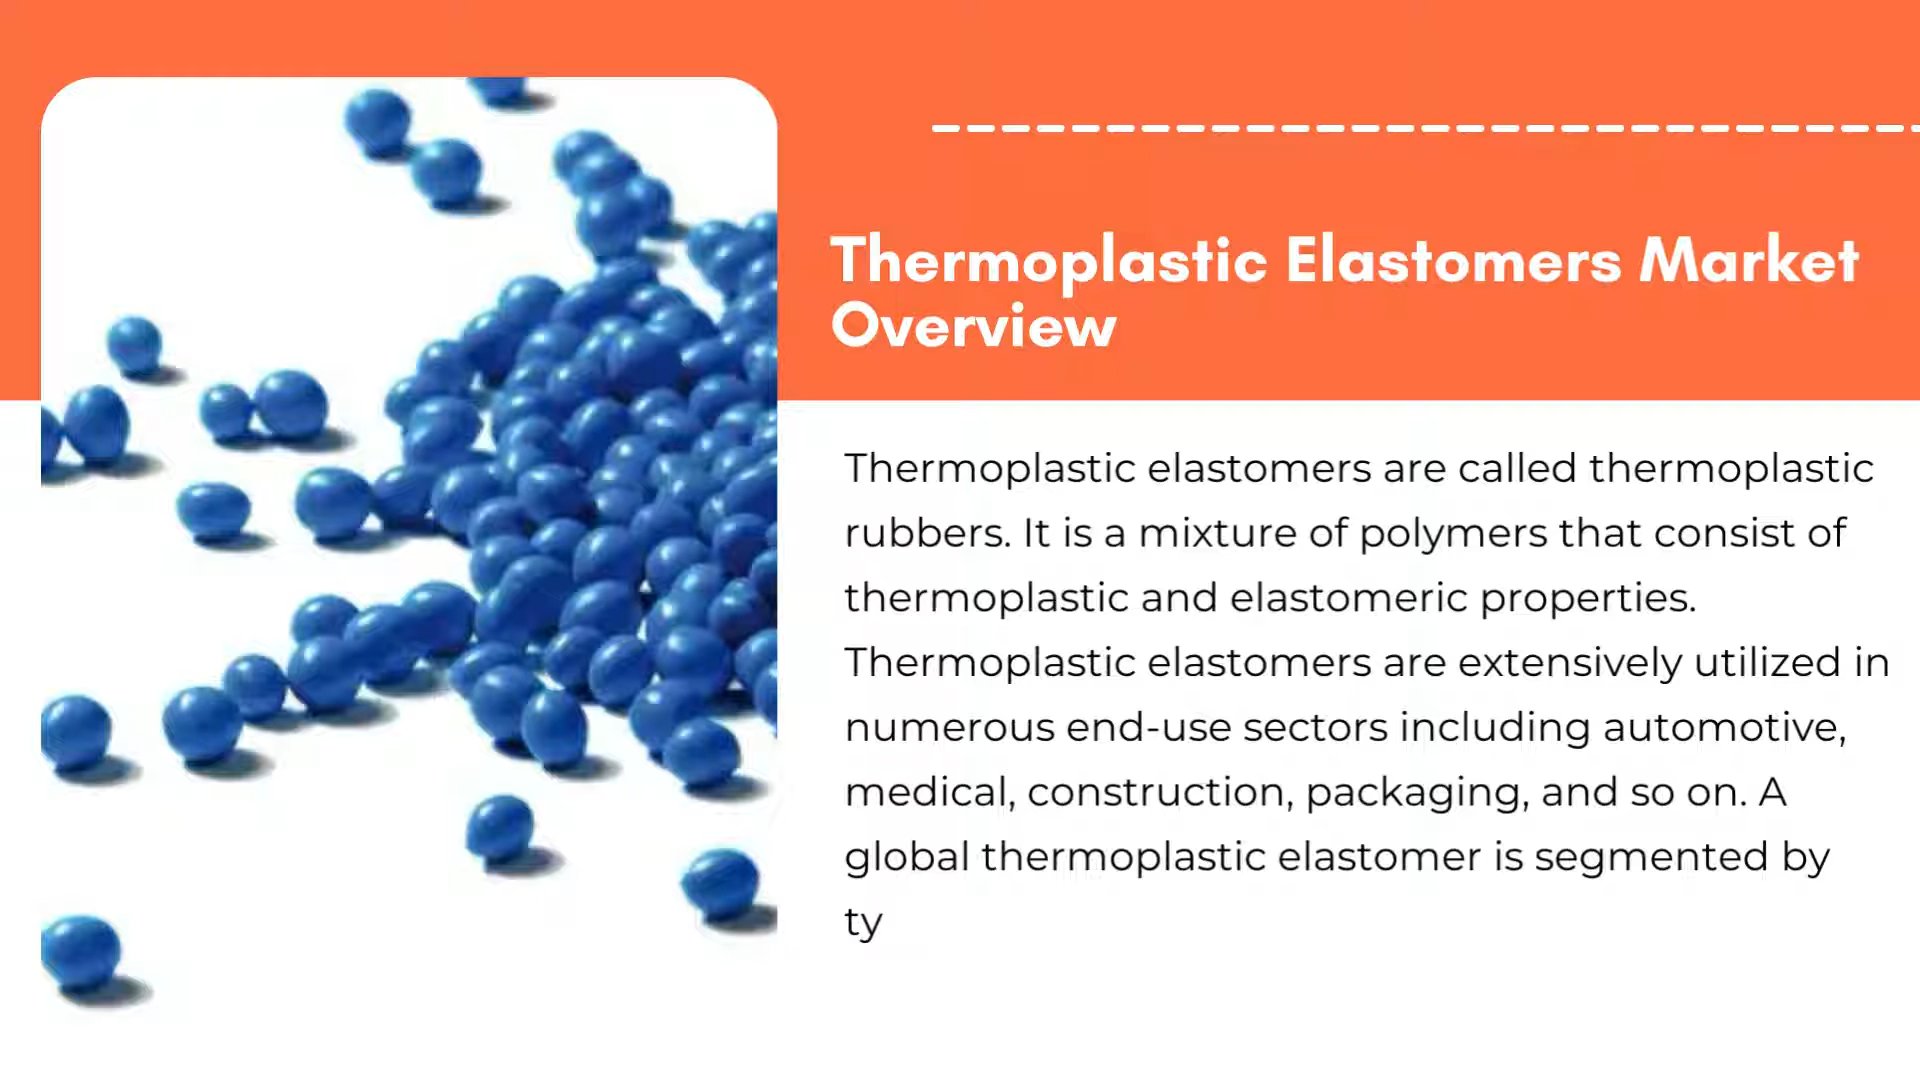 Thermoplastic Elastomers Market
Overview
Thermoplastic elastomers are called thermoplastic
rubbers. It is a mixture of polymers that consist of
thermoplastic and elastomeric properties.
Thermoplastic elastomers are extensively utilized in
numerous end-use sectors including automotive,
medical, construction, packaging, and so on. A
global thermoplastic elastomer is segmented by
ty